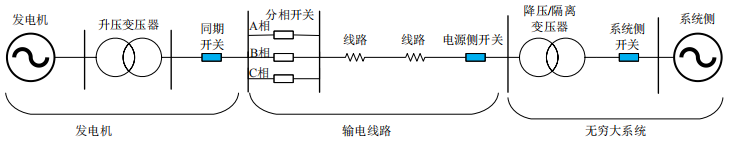 发电机
升压变压器
同期
开关
分相开关
A相
B相
C相
线路
线路
电源侧开关
降压/隔离
变压器
系统侧
开关
系统侧
发电机
输电线路
无穷大系统